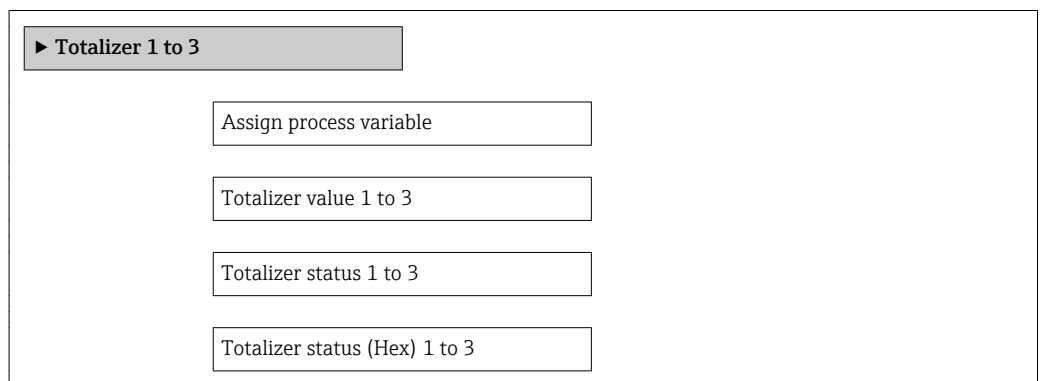 ► Totalizer 1 to 3
Assign process variable
Totalizer value 1 to 3
Totalizer status 1 to 3
Totalizer status (Hex) 1 to 3